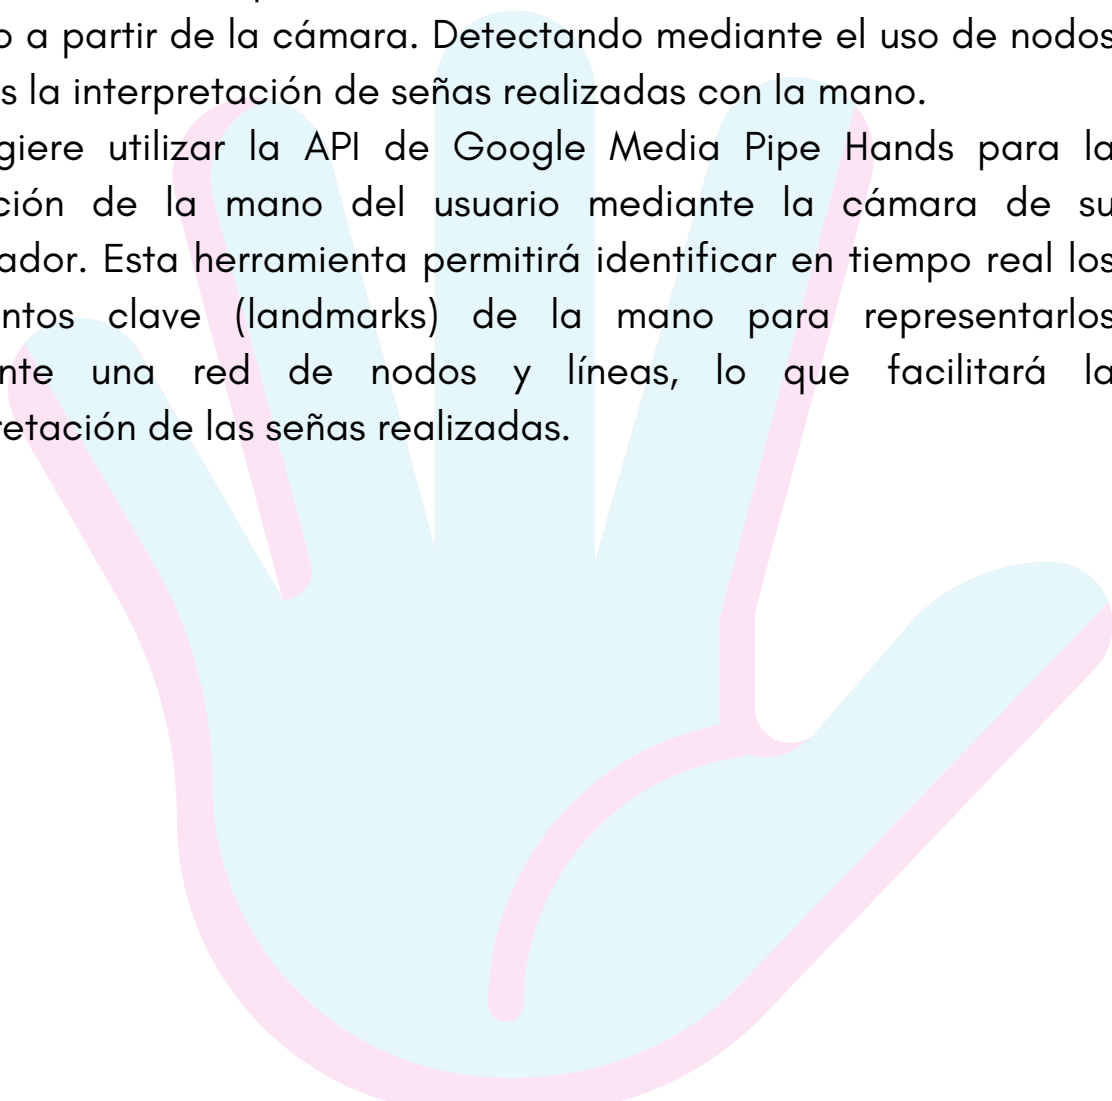 o a partir de la cámara. Detectando mediante el uso de nodos
s la interpretación de señas realizadas con la mano.
giere utilizar la API de Google Media Pipe Hands para la
ción de la mano del usuario mediante la cámara de su
ador. Esta herramienta permitirá identificar en tiempo real los
ntos clave (landmarks) de la mano para representarlos
nte una red de nodos y líneas, lo que facilitará la
retación de las señas realizadas.